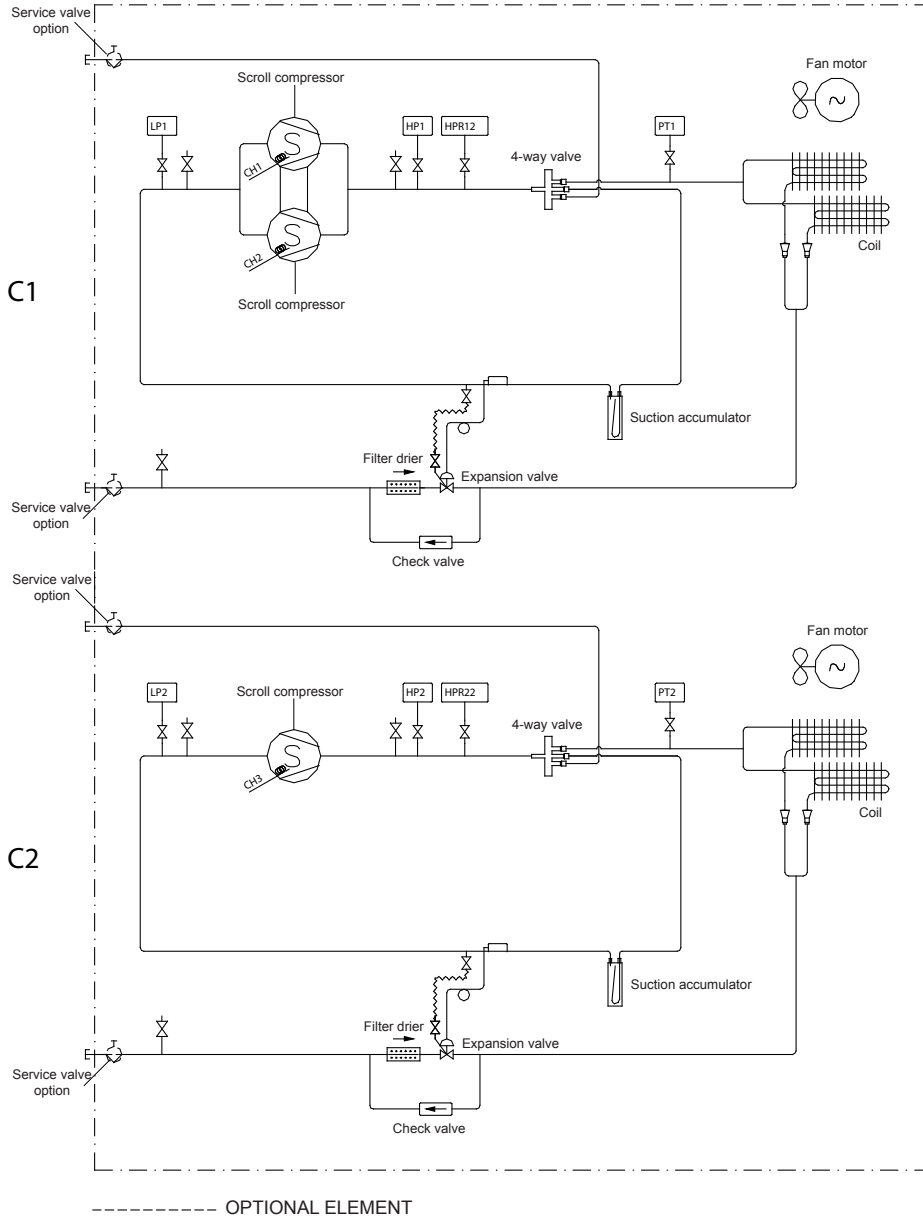 Service valve
option
Scroll compressor
Fan motor
LP1
HP1
HPR12
PT1
CH1
4-way valve
CH2
Coil
C1
Scroll compressor
Suction accumulator
Filter drier
Expansion valve
Service valve
option
Check valve
Service valve
option
Fan motor
LP2
Scroll compressor
HP2
HPR22
PT2
4-way valve
CH3
Coil
C2
Suction accumulator
Filter drier
Expansion valve
Service valve
option
Check valve
OPTIONAL ELEMENT